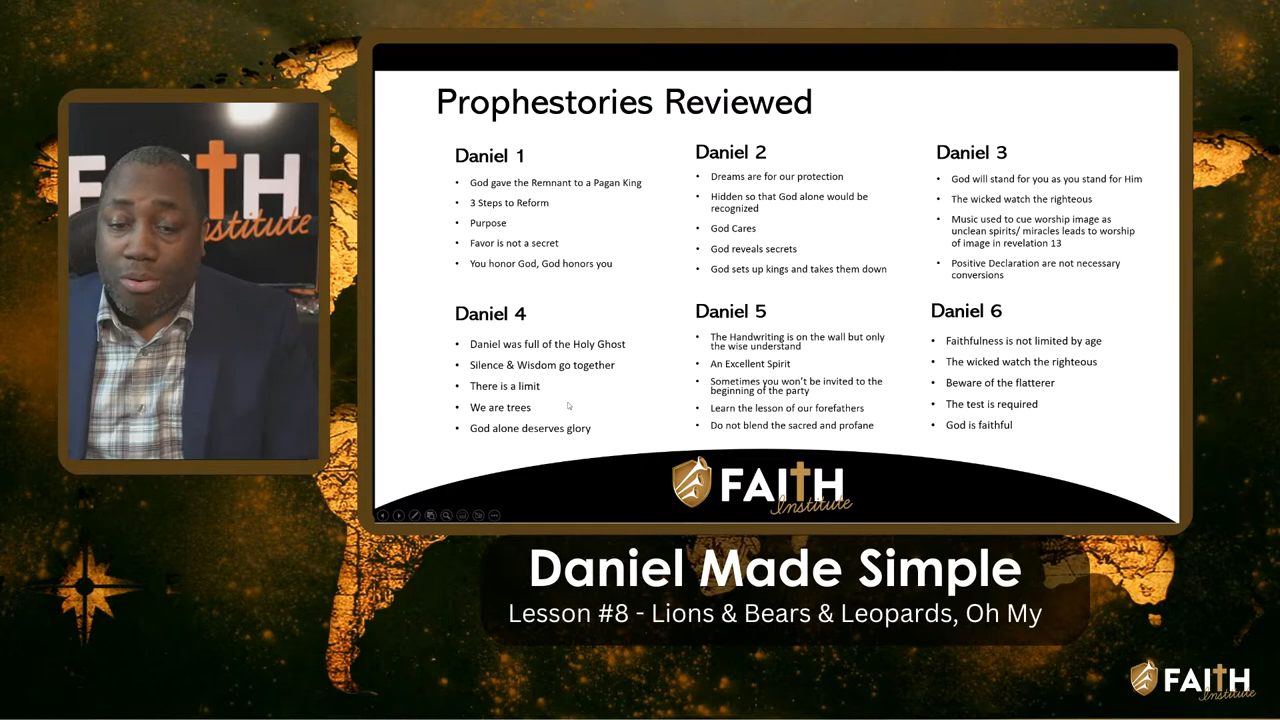 FAITH
Institute
Prophestories Reviewed
Daniel 1
• God gave the Remnant to a Pagan King
• 3 Steps to Reform
• Purpose
• Favor is not a secret
• You honor God, God honors you
Daniel 2
• Dreams are for our protection
• Hidden so that God alone would be
recognized
• God Cares
• God reveals secrets
• God sets up kings and takes them down
Daniel 3
• God will stand for you as you stand for Him
• The wicked watch the righteous
• Music used to cue worship image as
unclean spirits/ miracles leads to worship
of image in revelation 13
• Positive Declaration are not necessary
conversions
Daniel 4
• Daniel was full of the Holy Ghost
• Silence & Wisdom go together
• There is a limit
• We are trees
• God alone deserves glory
Daniel 5
• The Handwriting is on the wall but only
the wise understand
• An Excellent Spirit
• Sometimes you won't be invited to the
beginning of the party
• Learn the lesson of our forefathers
• Do not blend the sacred and profane
Daniel 6
• Faithfulness is not limited by age
• The wicked watch the righteous
• Beware of the flatterer
• The test is required
• God is faithful
FAITH
Institute
Daniel Made Simple
Lesson #8 - Lions & Bears & Leopards, Oh My
FAITH
Institute